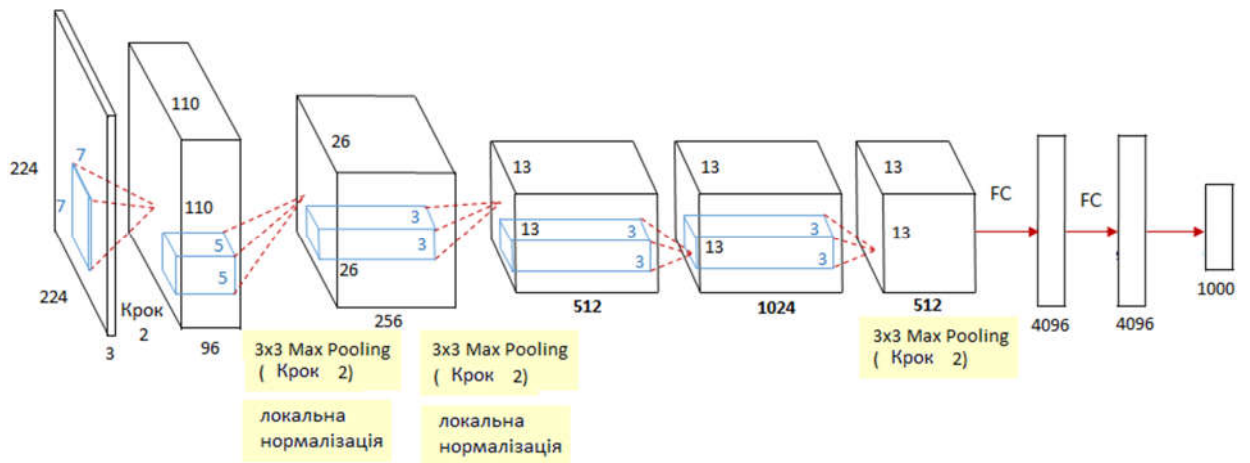 224
7
7
224
3
Крок
2
110
110
5
5
96
3x3 Max Pooling
( Крок 2)
локальна
нормалізація
26
3
3
26
256
3x3 Max Pooling
( Крок 2)
локальна
нормалізація
13
13
3
3
512
13
13
3
3
1024
13
13
512
3x3 Max Pooling
( Крок 2)
FC
4096
FC
4096
1000